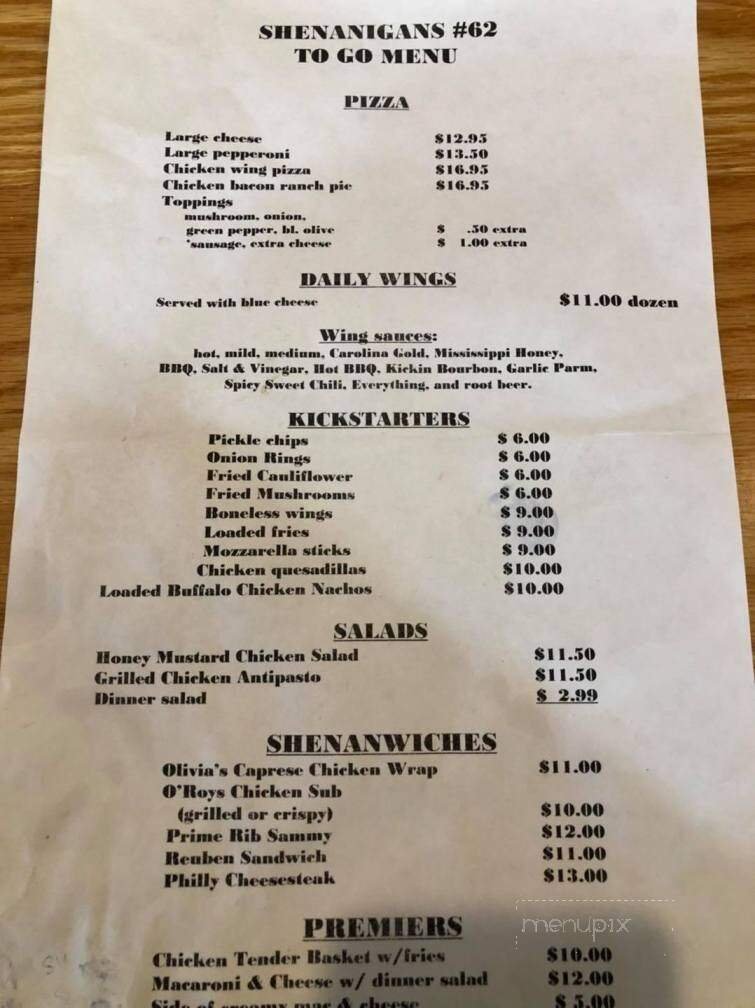 SHENANIGANS #62
TO GO MENU
PIZZA
Large cheese $12.95
Large pepperoni $13.50
Chicken wing pizza $16.95
Chicken bacon ranch pie $16.95
Toppings
mushroom, onion,
green pepper, bl. olive $ .50 extra
*sausage, extra cheese $ 1.00 extra
DAILY WINGS
Served with blue cheese $11.00 dozen
Wing sauces:
hot, mild, medium, Carolina Gold, Mississippi Honey,
BBQ, Salt & Vinegar, Hot BBQ, Kickin Bourbon, Garlic Parm,
Spicy Sweet Chili, Everything, and root beer.
KICKSTARTERS
Pickle chips $ 6.00
Onion Rings $ 6.00
Fried Cauliflower $ 6.00
Fried Mushrooms $ 6.00
Boneless wings $ 9.00
Loaded fries $ 9.00
Mozzarella sticks $ 9.00
Chicken quesadillas $10.00
Loaded Buffalo Chicken Nachos $10.00
SALADS
Honey Mustard Chicken Salad $11.50
Grilled Chicken Antipasto $11.50
Dinner salad $ 2.99
SHENANWICHES
Olivia's Caprese Chicken Wrap $11.00
O'Roys Chicken Sub
(grilled or crispy) $10.00
Prime Rib Sammy $12.00
Reuben Sandwich $11.00
Philly Cheesesteak $13.00
menupix
PREMIERS
Chicken Tender Basket w/fries $10.00
Macaroni & Cheese w/ dinner salad $12.00
Side of creamy mac & cheese $ 5.00